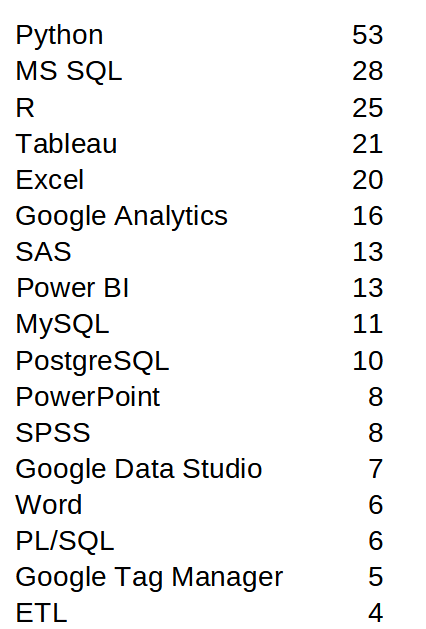 Python 53
MS SQL 28
R 25
Tableau 21
Excel 20
Google Analytics 16
SAS 13
Power BI 13
MySQL 11
PostgreSQL 10
PowerPoint 8
SPSS 8
Google Data Studio 7
Word 6
PL/SQL 6
Google Tag Manager 5
ETL 4